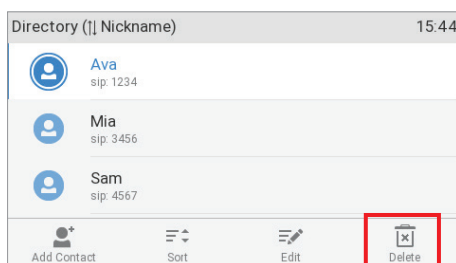 Directory (↑↓ Nickname) 15:44
Ava
sip: 1234
Mia
sip: 3456
Sam
sip: 4567
Add Contact Sort Edit Delete